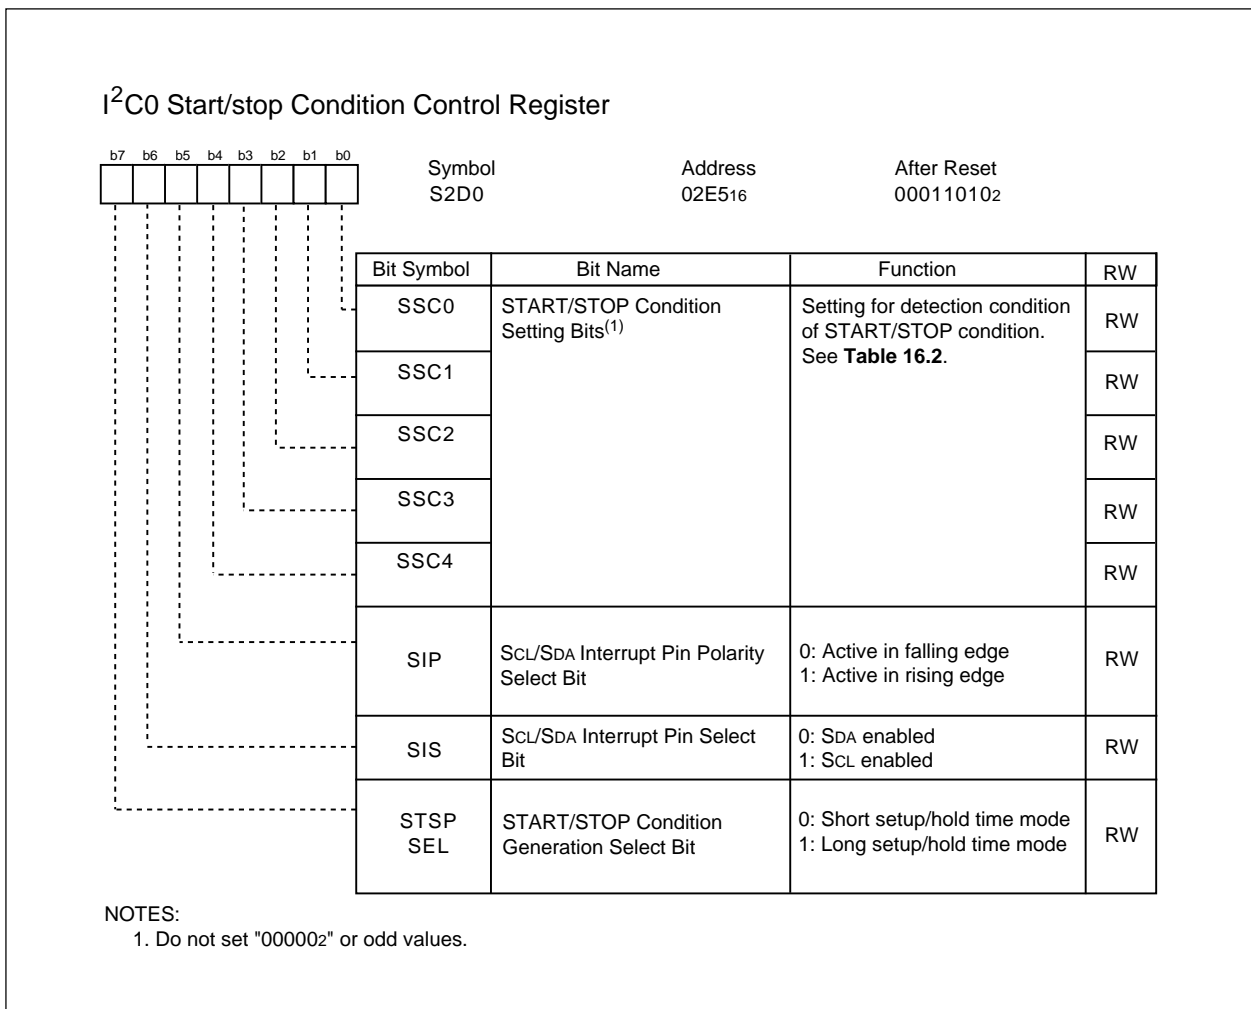 I2C0 Start/stop Condition Control Register
b7 b6 b5 b4 b3 b2 b1 b0
Symbol Address After Reset
S2D0 02E516 000110102
Bit Symbol Bit Name Function RW
SSC0 START/STOP Condition Setting for detection condition RW
Setting Bits(1) of START/STOP condition.
See Table 16.2.
SSC1 RW
SSC2 RW
SSC3 RW
SSC4 RW
SIP SCL/SDA Interrupt Pin Polarity 0: Active in falling edge RW
Select Bit 1: Active in rising edge
SIS SCL/SDA Interrupt Pin Select 0: SDA enabled RW
Bit 1: SCL enabled
STSP START/STOP Condition 0: Short setup/hold time mode RW
SEL Generation Select Bit 1: Long setup/hold time mode
NOTES:
1. Do not set "000002" or odd values.